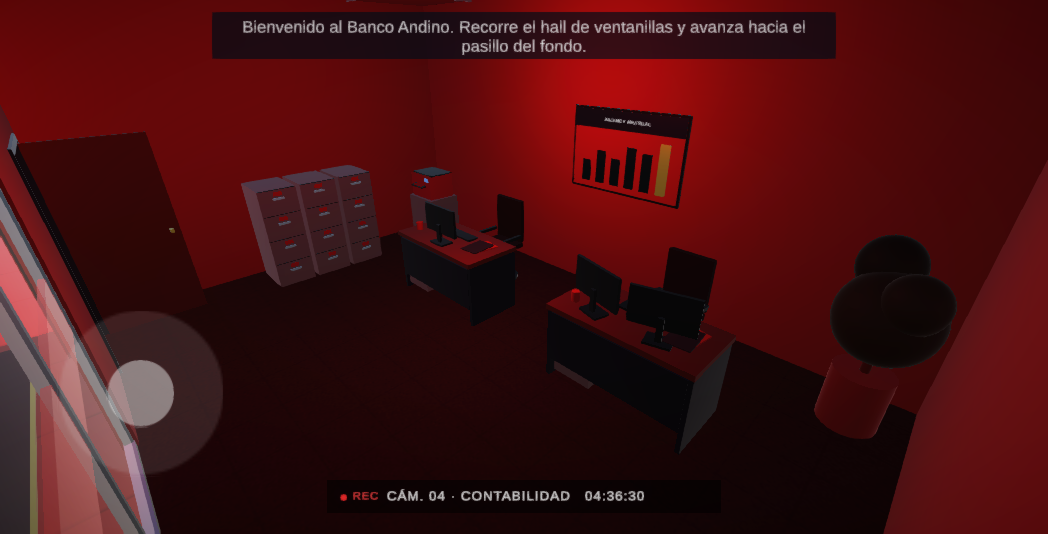 Bienvenido al Banco Andino. Recorre el hall de ventanillas y avanza hacia el
pasillo del fondo.
REC CÁM. 04 · CONTABILIDAD 04:36:30